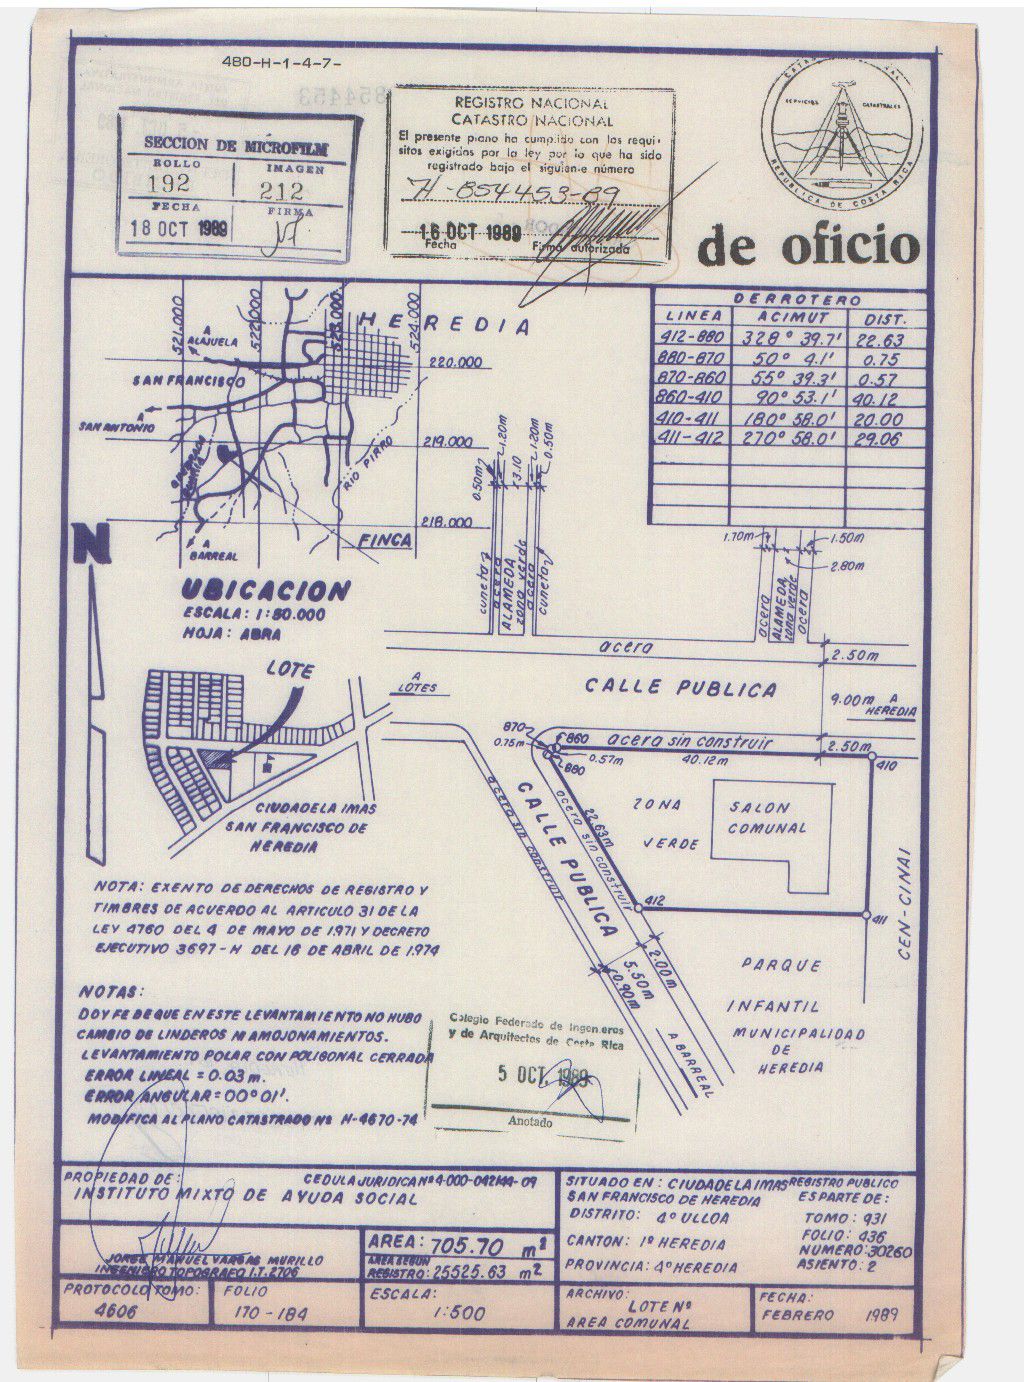 4BD-H-1-4-7-
SECCION DE MICROFILM
ROLLO IMAGEN
192 212
FECHA FIRMA
18 OCT 1989
REGISTRO NACIONAL
CATASTRO NACIONAL
El presente plano ha cumplido con los requi-
sitos exigidos por la ley por lo que ha sido
registrado bajo el siguiente número
H-854453-89
16 OCT 1989
Fecha Firma autorizada
SERVICIOS CATASTRALES
REPUBLICA DE COSTA RICA
de oficio
DERROTERO
LINEA ACIMUT DIST.
412-880 328° 39.7' 22.63
880-870 50° 4.1' 0.75
870-860 55° 39.3' 0.57
860-410 90° 53.1' 40.12
410-411 180° 58.0' 20.00
411-412 270° 58.0' 29.06
521.000
522.000
523.000
524.000
HEREDIA
A ALAJUELA
220.000
SAN FRANCISCO
A SAN ANTONIO
219.000
RIO PIRRO
218.000
A BARREAL
FINCA
UBICACION
ESCALA: 1:80.000
HOJA: ABRA
N
0.50m
1.20m
3.10
1.20m
0.50m
cuneta
acera
ALAMEDA
zona verde
acera
cuneta
1.70m
1.50m
2.80m
acera
ALAMEDA
zona verde
acera
acera
2.50m
CALLE PUBLICA
9.00m A HEREDIA
LOTE
A LOTES
CIUDADELA IMAS
SAN FRANCISCO DE
HEREDIA
870
860
0.75m
0.57m
880
acera sin construir
40.12m
2.50m
410
acera sin construir
CALLE PUBLICA
22.63m
acera sin construir
ZONA
VERDE
SALON
COMUNAL
CEN-CINAI
412
411
2.00m
5.50m
0.90m
A BARREAL
PARQUE
INFANTIL
MUNICIPALIDAD
DE
HEREDIA
NOTA: EXENTO DE DERECHOS DE REGISTRO Y
TIMBRES DE ACUERDO AL ARTICULO 31 DE LA
LEY 4760 DEL 4 DE MAYO DE 1971 Y DECRETO
EJECUTIVO 3697-H DEL 16 DE ABRIL DE 1974
NOTAS:
DOY FE DE QUE EN ESTE LEVANTAMIENTO NO HUBO
CAMBIO DE LINDEROS NI AMOJONAMIENTOS.
LEVANTAMIENTO POLAR CON POLIGONAL CERRADA
ERROR LINEAL = 0.03 m.
ERROR ANGULAR = 00° 01'.
MODIFICA AL PLANO CATASTRADO Nº H-4670-74
Colegio Federado de Ingenieros
y de Arquitectos de Costa Rica
5 OCT. 1989
Anotado
PROPIEDAD DE: CEDULA JURIDICA Nº 4-000-042144-09
INSTITUTO MIXTO DE AYUDA SOCIAL
JORGE MANUEL VARGAS MURILLO
INGENIERO TOPOGRAFO I.T. 2706
AREA: 705.70 m²
AREA SEGUN
REGISTRO: 25525.63 m²
SITUADO EN: CIUDADELA IMAS
SAN FRANCISCO DE HEREDIA
DISTRITO: 4º ULLOA
CANTON: 1º HEREDIA
PROVINCIA: 4º HEREDIA
REGISTRO PUBLICO
ES PARTE DE:
TOMO: 931
FOLIO: 436
NUMERO: 30260
ASIENTO: 2
PROTOCOLO TOMO:
4606
FOLIO
170-184
ESCALA:
1:500
ARCHIVO:
LOTE Nº
AREA COMUNAL
FECHA:
FEBRERO 1989